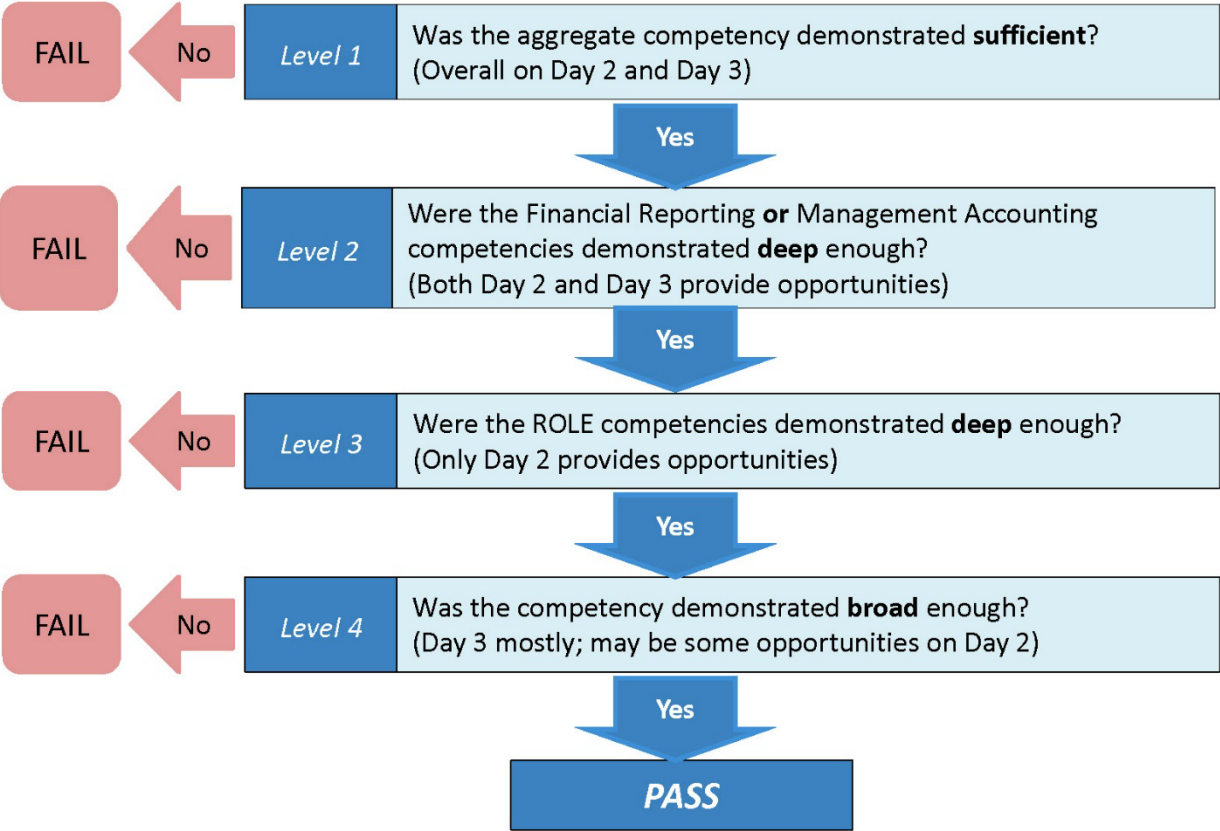 FAIL
No
Level 1
Was the aggregate competency demonstrated sufficient?
(Overall on Day 2 and Day 3)
Yes
FAIL
No
Level 2
Were the Financial Reporting or Management Accounting
competencies demonstrated deep enough?
(Both Day 2 and Day 3 provide opportunities)
Yes
FAIL
No
Level 3
Were the ROLE competencies demonstrated deep enough?
(Only Day 2 provides opportunities)
Yes
FAIL
No
Level 4
Was the competency demonstrated broad enough?
(Day 3 mostly; may be some opportunities on Day 2)
Yes
PASS